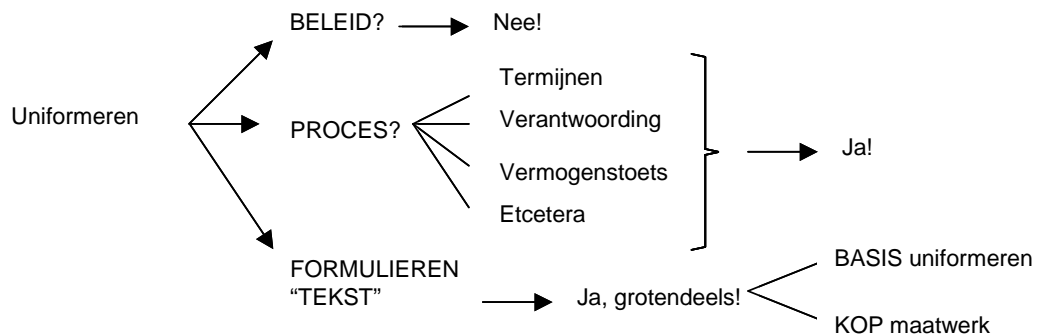 BELEID?
Nee!
Uniformeren
PROCES?
Termijnen
Verantwoording
Vermogenstoets
Etcetera
Ja!
FORMULIEREN
“TEKST”
Ja, grotendeels!
BASIS uniformeren
KOP maatwerk